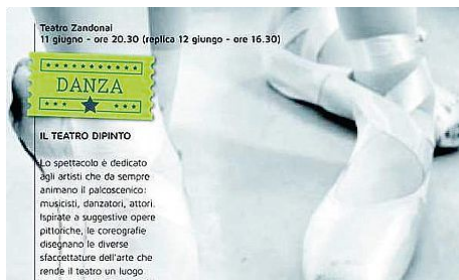 Teatro Zandonai
11 giugno - ore 20.30 (replica 12 giungo - ore 16.30)
DANZA
IL TEATRO DIPINTO
Lo spettacolo è dedicato
agli artisti che da sempre
animano il palcoscenico:
musicisti, danzatori, attori.
Ispirate a suggestive opere
pittoriche, le coreografie
disegnano le diverse
sfaccettature dell'arte che
rende il teatro un luogo